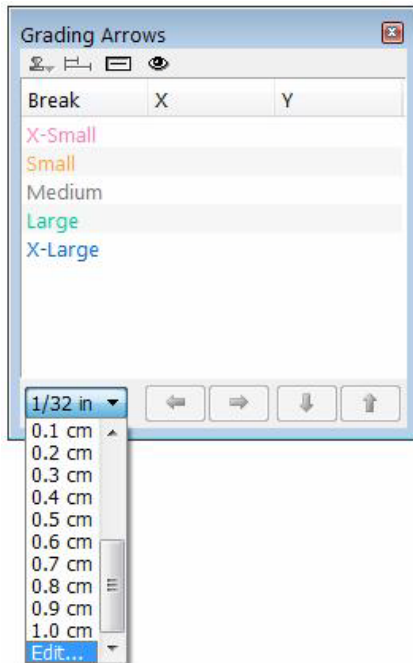 Grading Arrows
Break X Y
X-Small
Small
Medium
Large
X-Large
1/32 in
0.1 cm
0.2 cm
0.3 cm
0.4 cm
0.5 cm
0.6 cm
0.7 cm
0.8 cm
0.9 cm
1.0 cm
Edit...